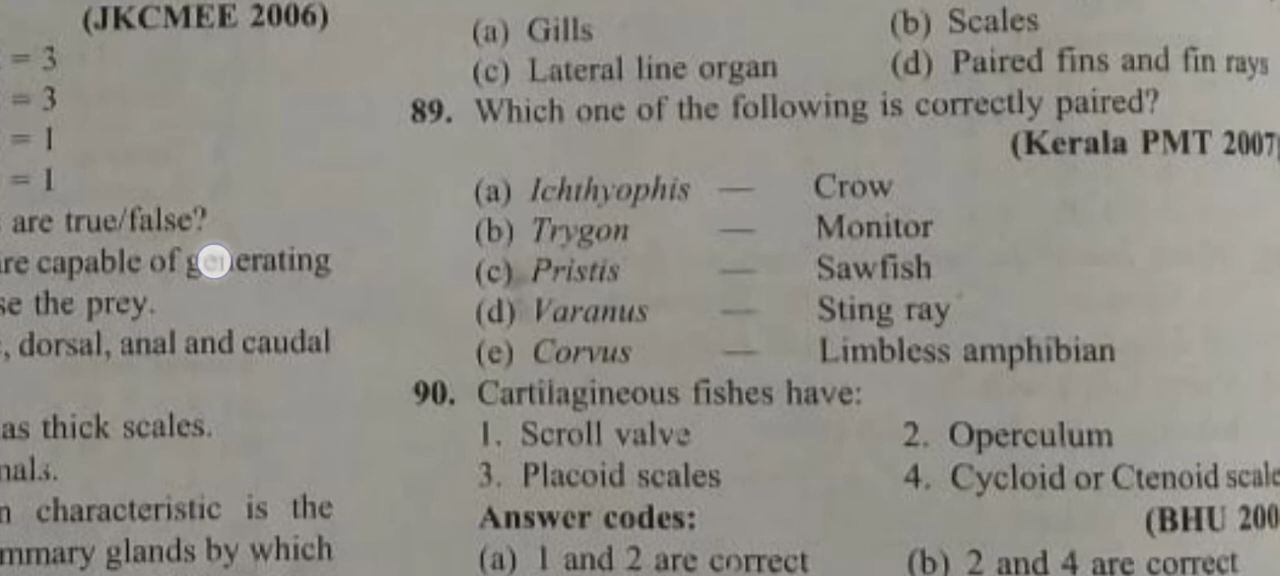 (JKCMEE 2006)
= 3
= 3
= 1
= 1
are true/false?
are capable of generating
se the prey.
, dorsal, anal and caudal
as thick scales.
nals.
n characteristic is the
mmary glands by which
(a) Gills (b) Scales
(c) Lateral line organ (d) Paired fins and fin rays
89. Which one of the following is correctly paired?
(Kerala PMT 2007)
(a) Ichthyophis — Crow
(b) Trygon — Monitor
(c) Pristis — Sawfish
(d) Varanus — Sting ray
(e) Corvus — Limbless amphibian
90. Cartilagineous fishes have:
1. Scroll valve 2. Operculum
3. Placoid scales 4. Cycloid or Ctenoid scale
Answer codes: (BHU 200
(a) 1 and 2 are correct (b) 2 and 4 are correct